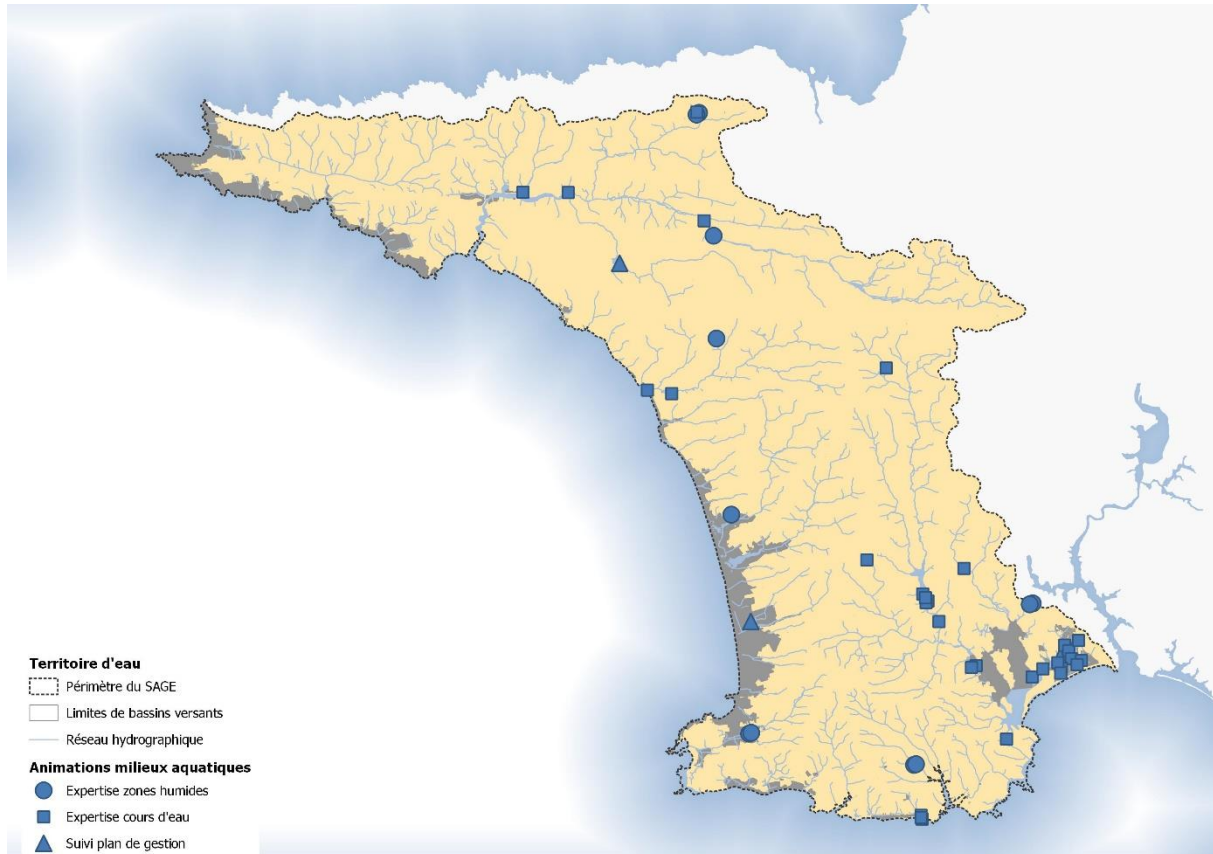 Territoire d'eau
Périmètre du SAGE
Limites de bassins versants
Réseau hydrographique
Animations milieux aquatiques
Expertise zones humides
Expertise cours d'eau
Suivi plan de gestion